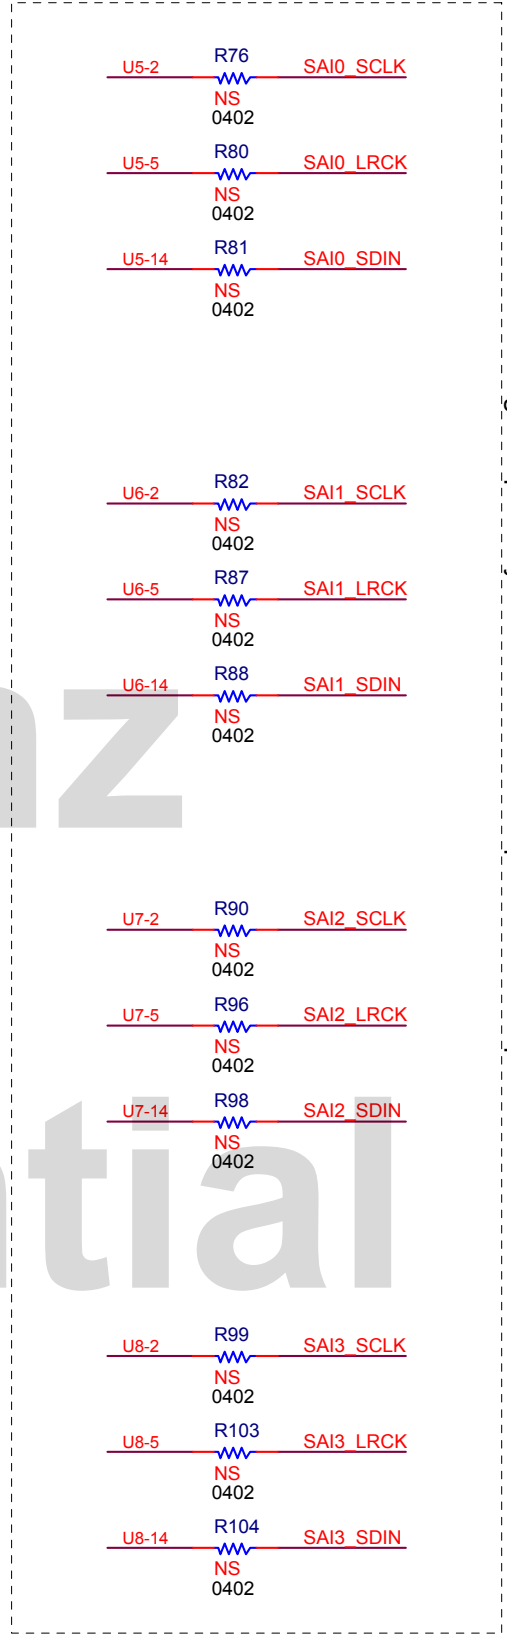 U5-2 R76 SAI0_SCLK
NS
0402
U5-5 R80 SAI0_LRCK
NS
0402
U5-14 R81 SAI0_SDIN
NS
0402
U6-2 R82 SAI1_SCLK
NS
0402
U6-5 R87 SAI1_LRCK
NS
0402
U6-14 R88 SAI1_SDIN
NS
0402
nz
U7-2 R90 SAI2_SCLK
NS
0402
U7-5 R96 SAI2_LRCK
NS
0402
U7-14 R98 SAI2_SDIN
NS
0402
ntial
U8-2 R99 SAI3_SCLK
NS
0402
U8-5 R103 SAI3_LRCK
NS
0402
U8-14 R104 SAI3_SDIN
NS
0402